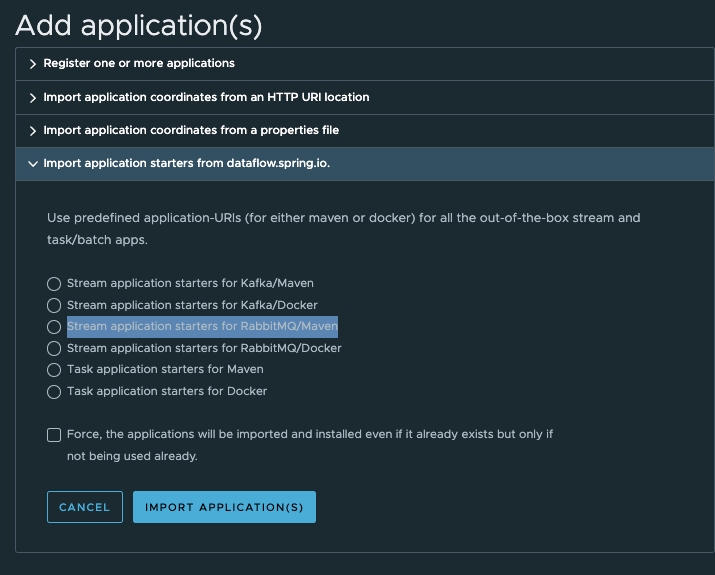 Add application(s)
Register one or more applications
Import application coordinates from an HTTP URI location
Import application coordinates from a properties file
Import application starters from dataflow.spring.io.
Use predefined application-URIs (for either maven or docker) for all the out-of-the-box stream and
task/batch apps.
Stream application starters for Kafka/Maven
Stream application starters for Kafka/Docker
Stream application starters for RabbitMQ/Maven
Stream application starters for RabbitMQ/Docker
Task application starters for Maven
Task application starters for Docker
Force, the applications will be imported and installed even if it already exists but only if
not being used already.
CANCEL IMPORT APPLICATION(S)